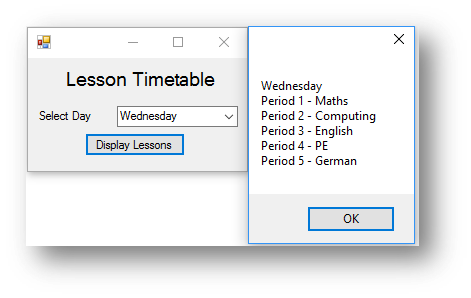 Lesson Timetable
Select Day
Wednesday
Display Lessons
Wednesday
Period 1 - Maths
Period 2 - Computing
Period 3 - English
Period 4 - PE
Period 5 - German
OK